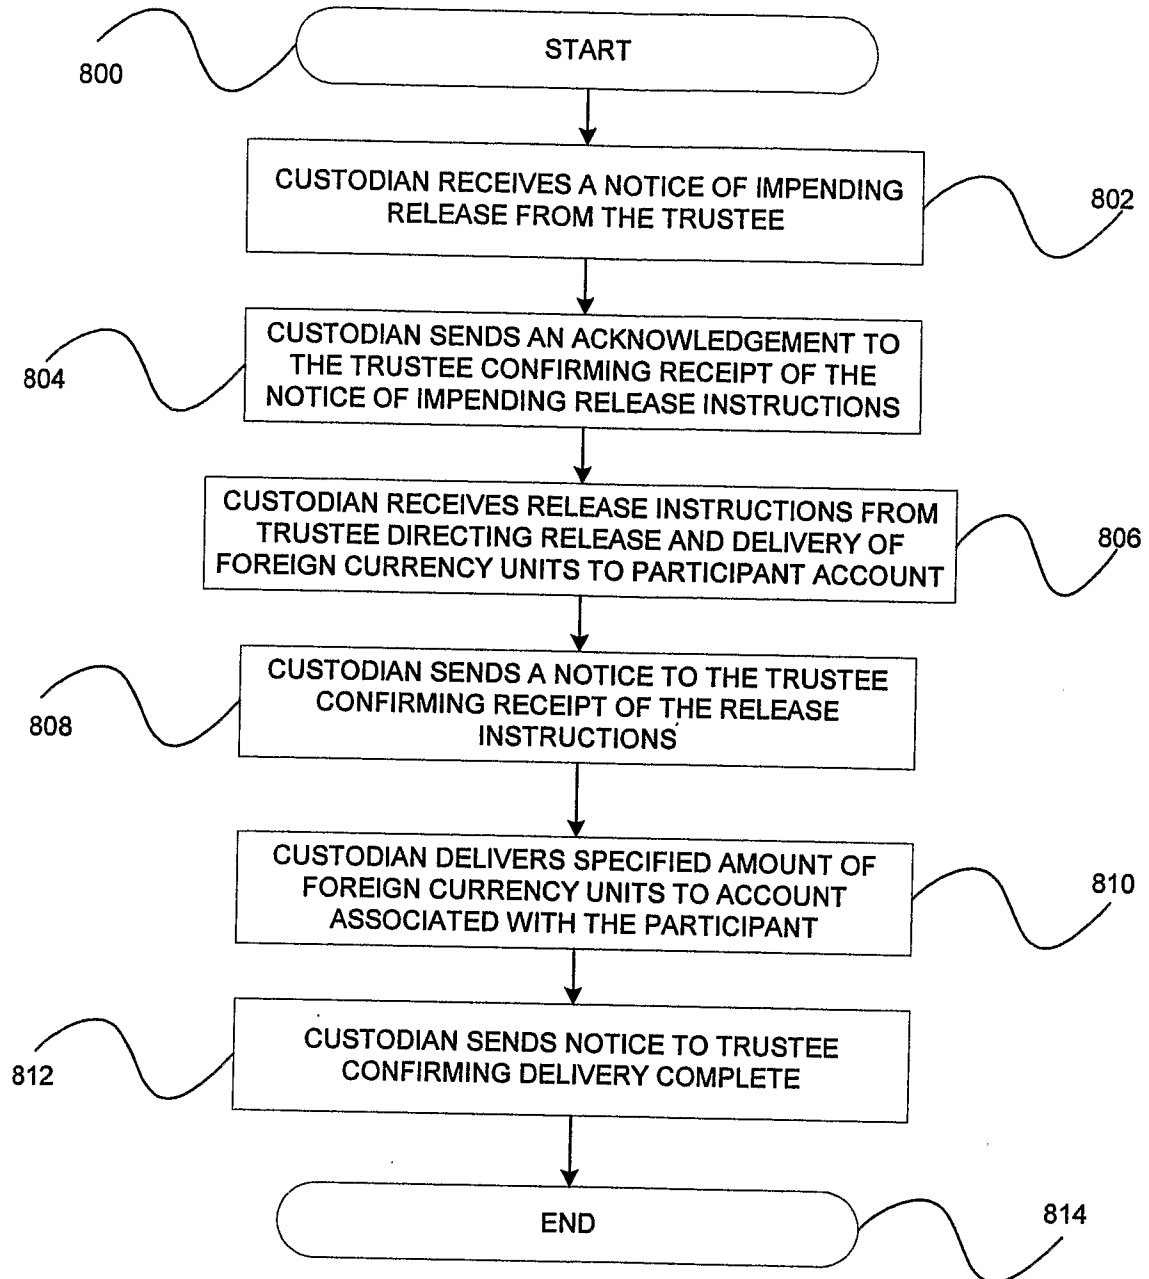 START
800
CUSTODIAN RECEIVES A NOTICE OF IMPENDING
RELEASE FROM THE TRUSTEE
802
CUSTODIAN SENDS AN ACKNOWLEDGEMENT TO
THE TRUSTEE CONFIRMING RECEIPT OF THE
NOTICE OF IMPENDING RELEASE INSTRUCTIONS
804
CUSTODIAN RECEIVES RELEASE INSTRUCTIONS FROM
TRUSTEE DIRECTING RELEASE AND DELIVERY OF
FOREIGN CURRENCY UNITS TO PARTICIPANT ACCOUNT
806
CUSTODIAN SENDS A NOTICE TO THE TRUSTEE
CONFIRMING RECEIPT OF THE RELEASE
INSTRUCTIONS
808
CUSTODIAN DELIVERS SPECIFIED AMOUNT OF
FOREIGN CURRENCY UNITS TO ACCOUNT
ASSOCIATED WITH THE PARTICIPANT
810
CUSTODIAN SENDS NOTICE TO TRUSTEE
CONFIRMING DELIVERY COMPLETE
812
END
814